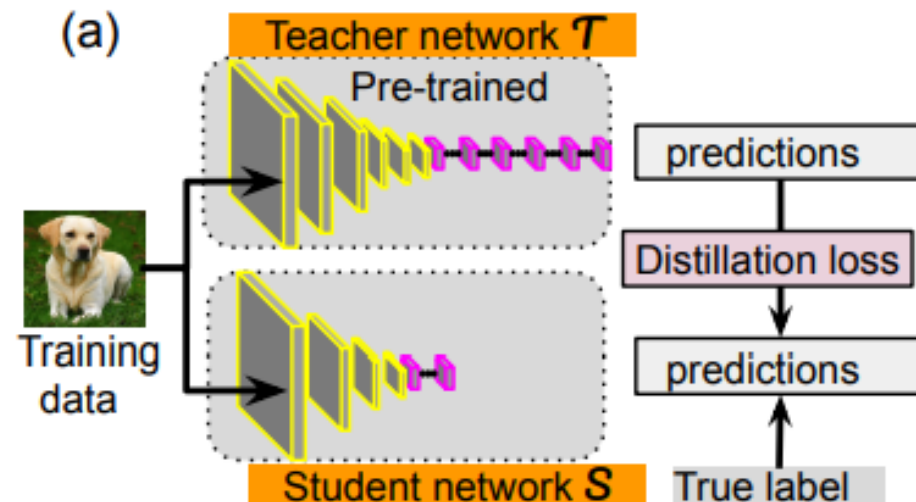 (a)
Teacher network 𝒯
Pre-trained
predictions
Distillation loss
Training
data
predictions
Student network 𝒮
True label